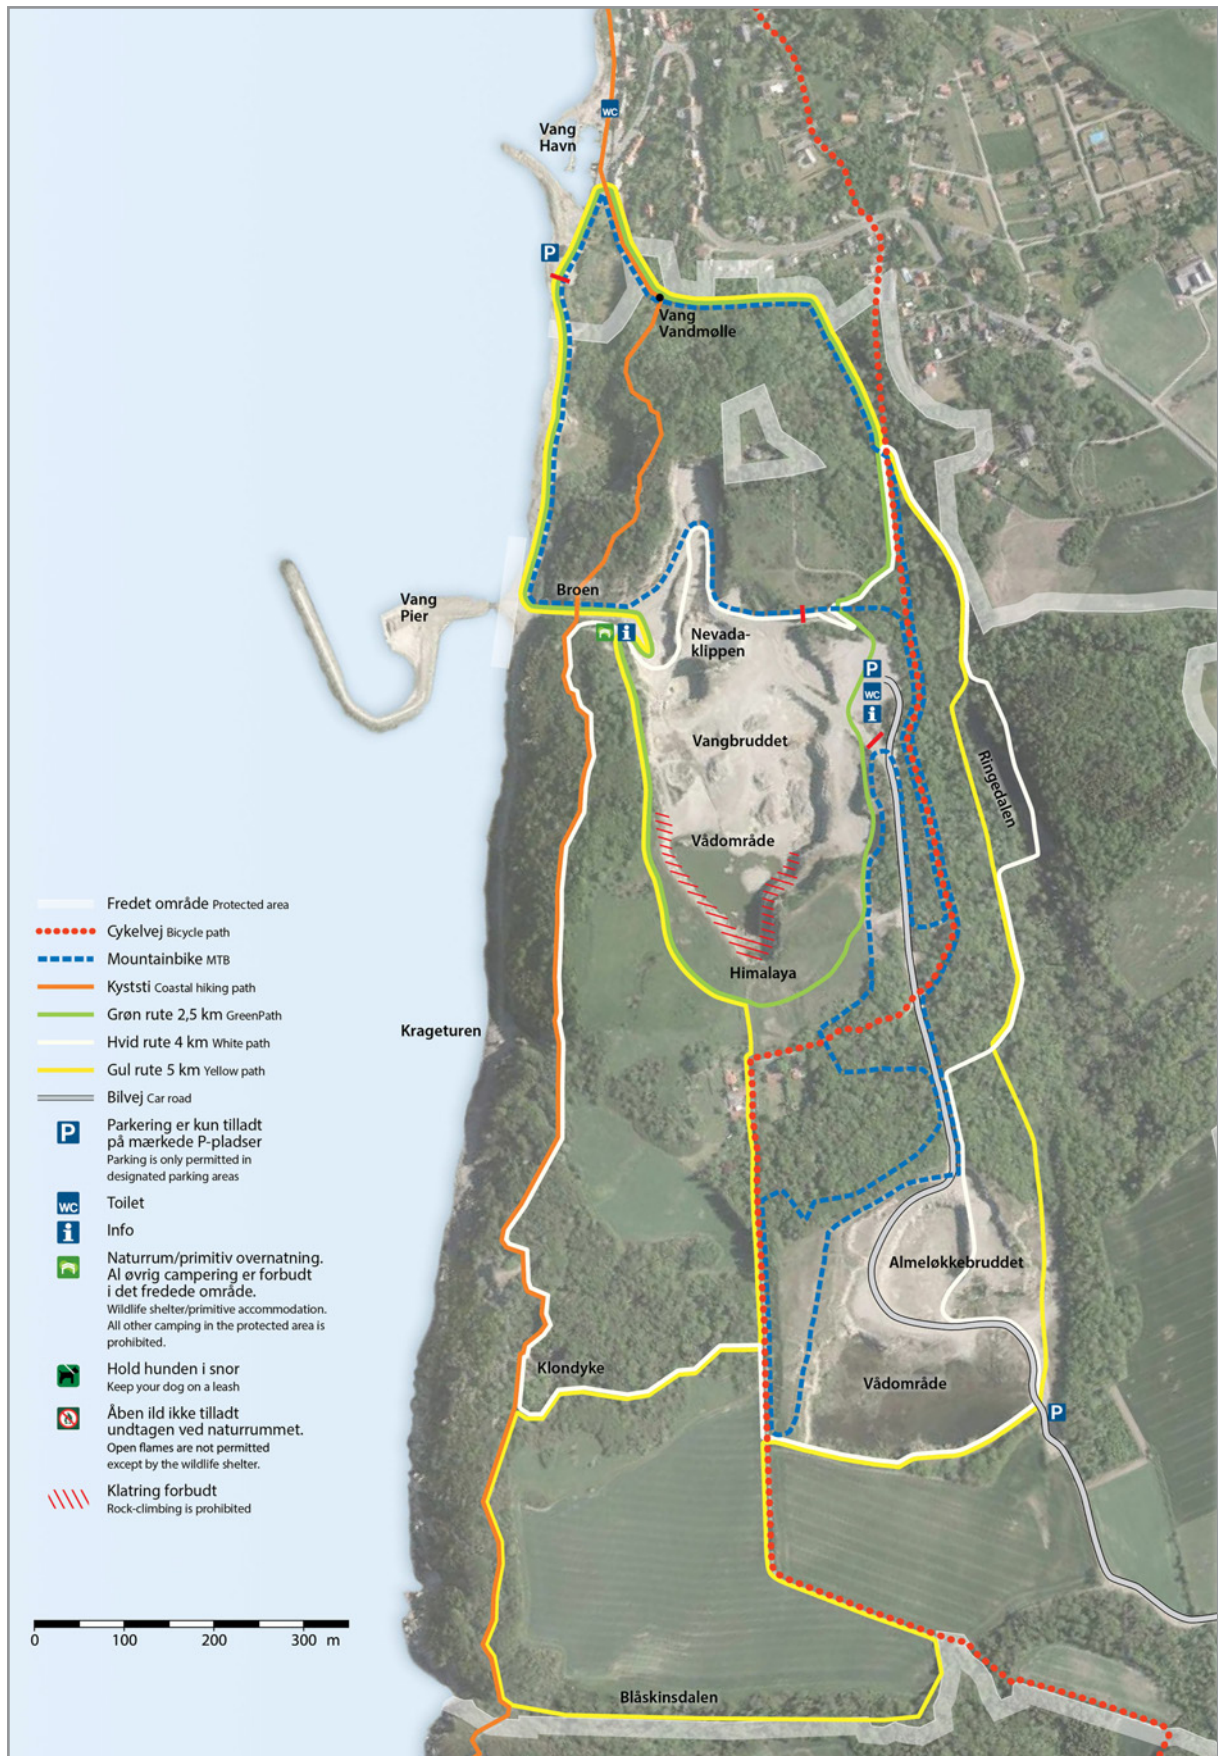 WC
Vang
Havn
P
Vang
Vandmølle
Broen
Vang
Pier
i
Nevada-
klippen
P
WC
i
Vangbruddet
Ringedalen
Vådområde
Himalaya
Krageturen
Almeløkkebruddet
Klondyke
Vådområde
P
Blåskinsdalen
Fredet område Protected area
Cykelvej Bicycle path
Mountainbike MTB
Kyststi Coastal hiking path
Grøn rute 2,5 km GreenPath
Hvid rute 4 km White path
Gul rute 5 km Yellow path
Bilvej Car road
P
Parkering er kun tilladt
på mærkede P-pladser
Parking is only permitted in
designated parking areas
WC
Toilet
i
Info
Naturrum/primitiv overnatning.
Al øvrig campering er forbudt
i det fredede område.
Wildlife shelter/primitive accommodation.
All other camping in the protected area is
prohibited.
Hold hunden i snor
Keep your dog on a leash
Åben ild ikke tilladt
undtagen ved naturrummet.
Open flames are not permitted
except by the wildlife shelter.
Klatring forbudt
Rock-climbing is prohibited
0 100 200 300 m